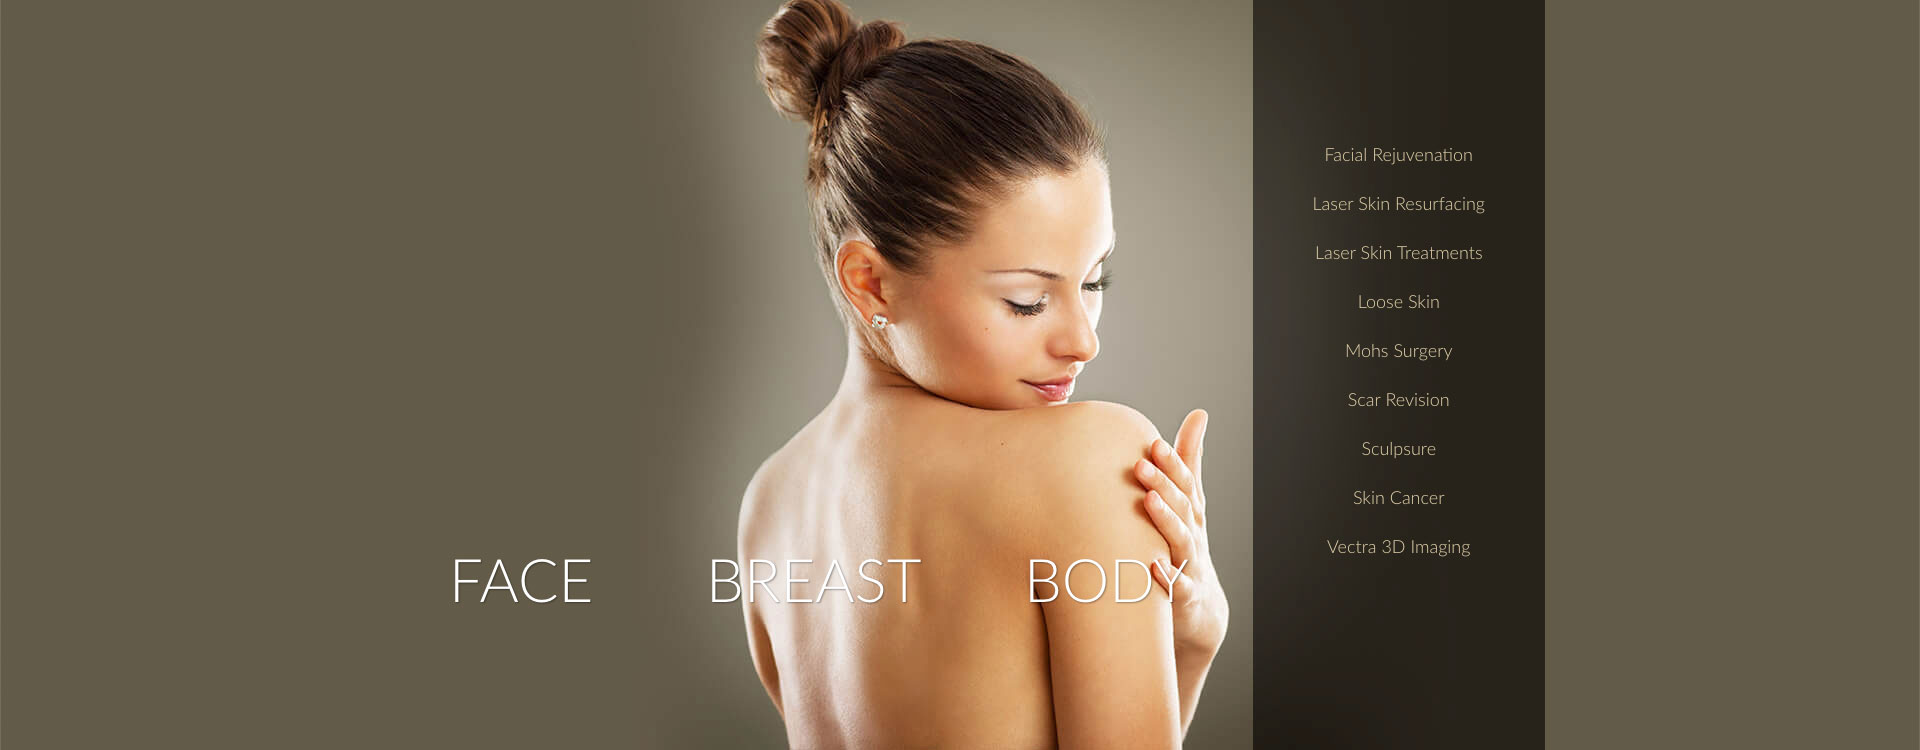 FACE BREAST BODY
Facial Rejuvenation
Laser Skin Resurfacing
Laser Skin Treatments
Loose Skin
Mohs Surgery
Scar Revision
Sculpsure
Skin Cancer
Vectra 3D Imaging